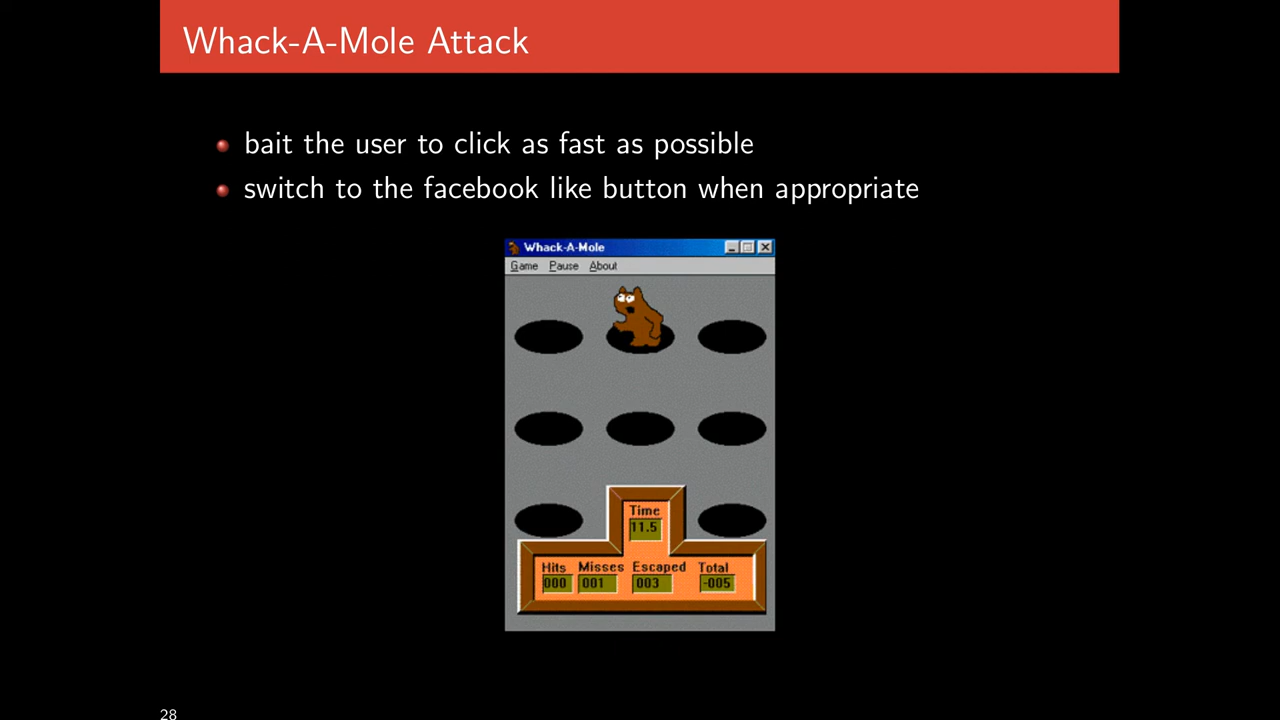 Whack-A-Mole Attack
bait the user to click as fast as possible
switch to the facebook like button when appropriate
Whack-A-Mole
Game Pause About
Time
11.5
Hits Misses Escaped Total
000 001 003 -005
28